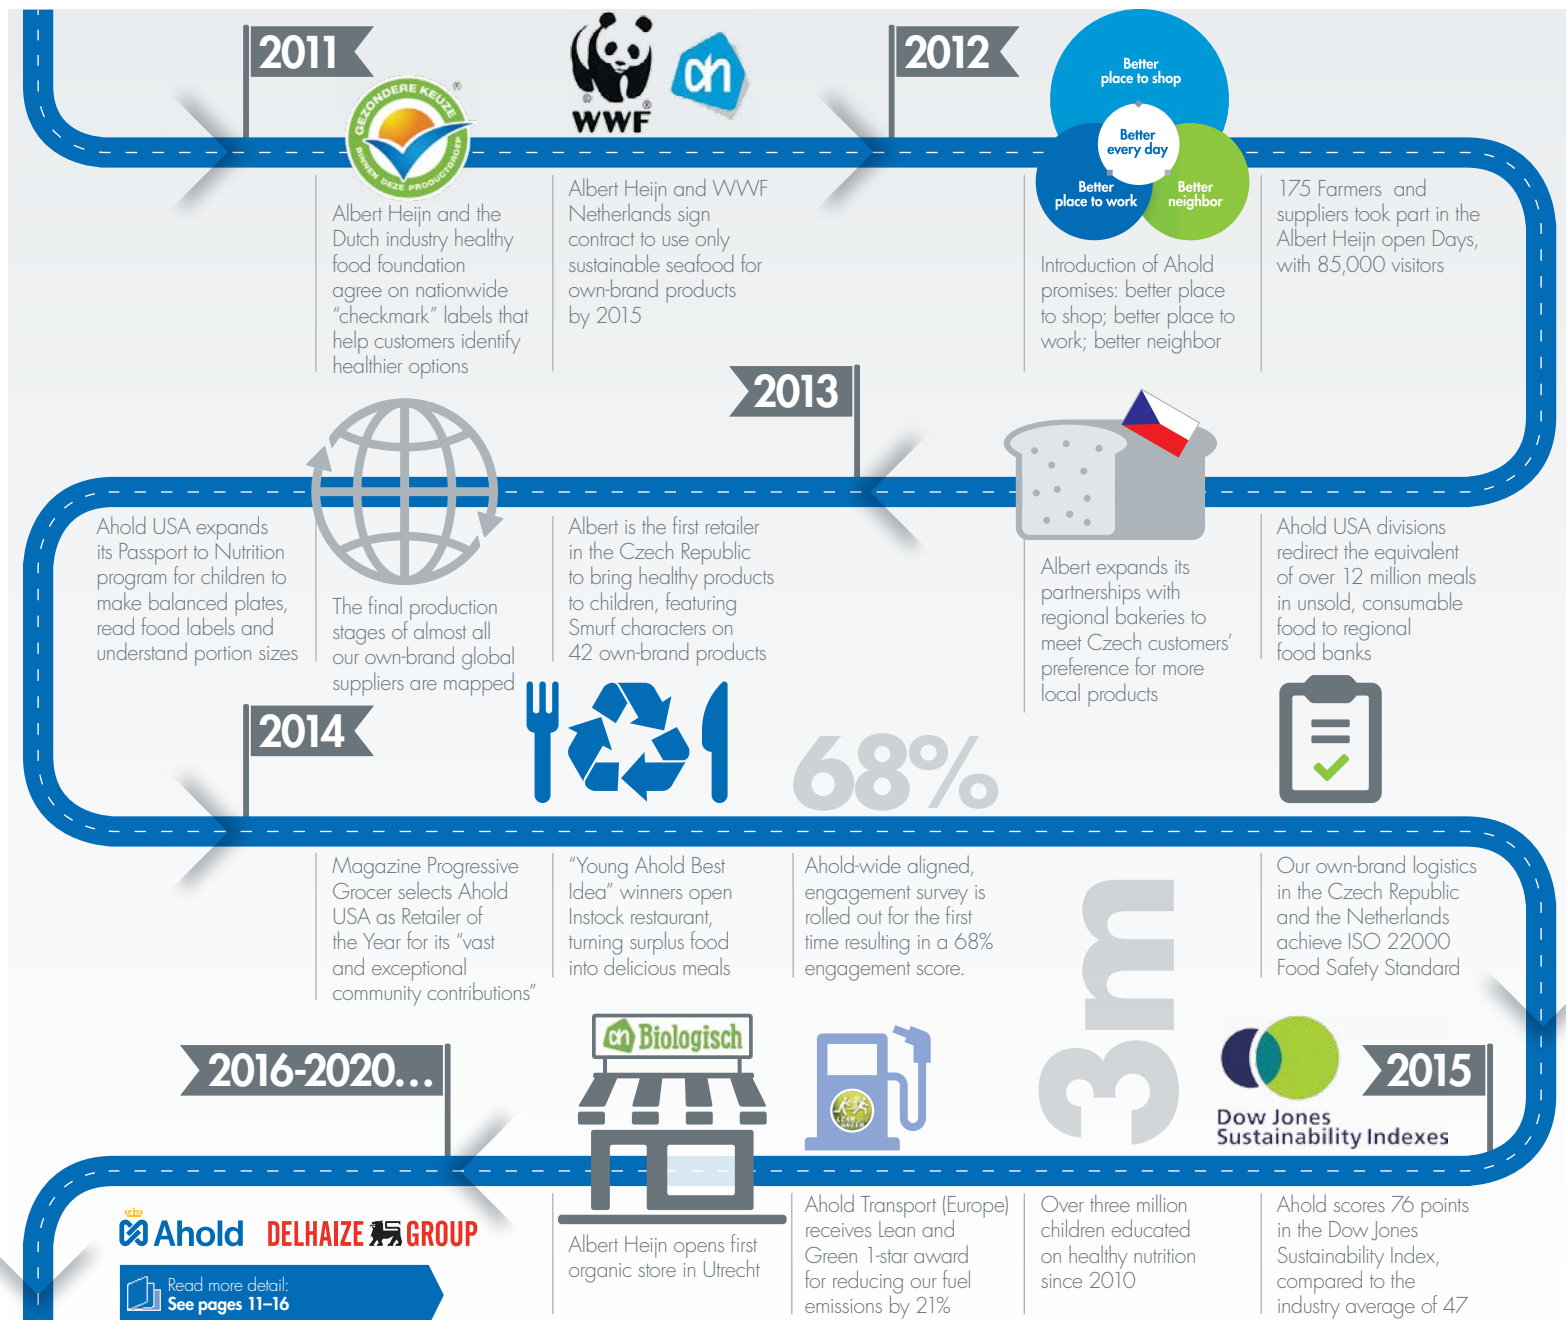 2011
GEZONDERE KEUZE
®
BINNEN DEZE PRODUCTGROEP
Albert Heijn and the
Dutch industry healthy
food foundation
agree on nationwide
“checkmark” labels that
help customers identify
healthier options
©
®
WWF
ah
Albert Heijn and WWF
Netherlands sign
contract to use only
sustainable seafood for
own-brand products
by 2015
2012
Better
place to shop
Better
every day
Better
place to work
Better
neighbor
Introduction of Ahold
promises: better place
to shop; better place to
work; better neighbor
175 Farmers and
suppliers took part in the
Albert Heijn open Days,
with 85,000 visitors
Ahold USA divisions
redirect the equivalent
of over 12 million meals
in unsold, consumable
food to regional
food banks
Albert expands its
partnerships with
regional bakeries to
meet Czech customers’
preference for more
local products
2013
Albert is the first retailer
in the Czech Republic
to bring healthy products
to children, featuring
Smurf characters on
42 own-brand products
The final production
stages of almost all
our own-brand global
suppliers are mapped
Ahold USA expands
its Passport to Nutrition
program for children to
make balanced plates,
read food labels and
understand portion sizes
2014
Magazine Progressive
Grocer selects Ahold
USA as Retailer of
the Year for its “vast
and exceptional
community contributions”
“Young Ahold Best
Idea” winners open
Instock restaurant,
turning surplus food
into delicious meals
68%
Ahold-wide aligned,
engagement survey is
rolled out for the first
time resulting in a 68%
engagement score.
Our own-brand logistics
in the Czech Republic
and the Netherlands
achieve ISO 22000
Food Safety Standard
2015
Dow Jones
Sustainability Indexes
Ahold scores 76 points
in the Dow Jones
Sustainability Index,
compared to the
industry average of 47
3m
Over three million
children educated
on healthy nutrition
since 2010
LEAN
GREEN
Ahold Transport (Europe)
receives Lean and
Green 1-star award
for reducing our fuel
emissions by 21%
ah Biologisch
Albert Heijn opens first
organic store in Utrecht
2016-2020...
Ahold
DELHAIZE GROUP
Read more detail:
See pages 11–16